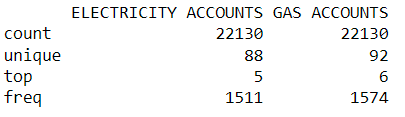 ELECTRICITY ACCOUNTS GAS ACCOUNTS
count 22130 22130
unique 88 92
top 5 6
freq 1511 1574